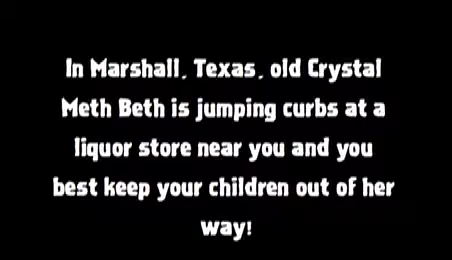 In Marshall, Texas, old Crystal
Meth Beth is jumping curbs at a
liquor store near you and you
best keep your children out of her
way!